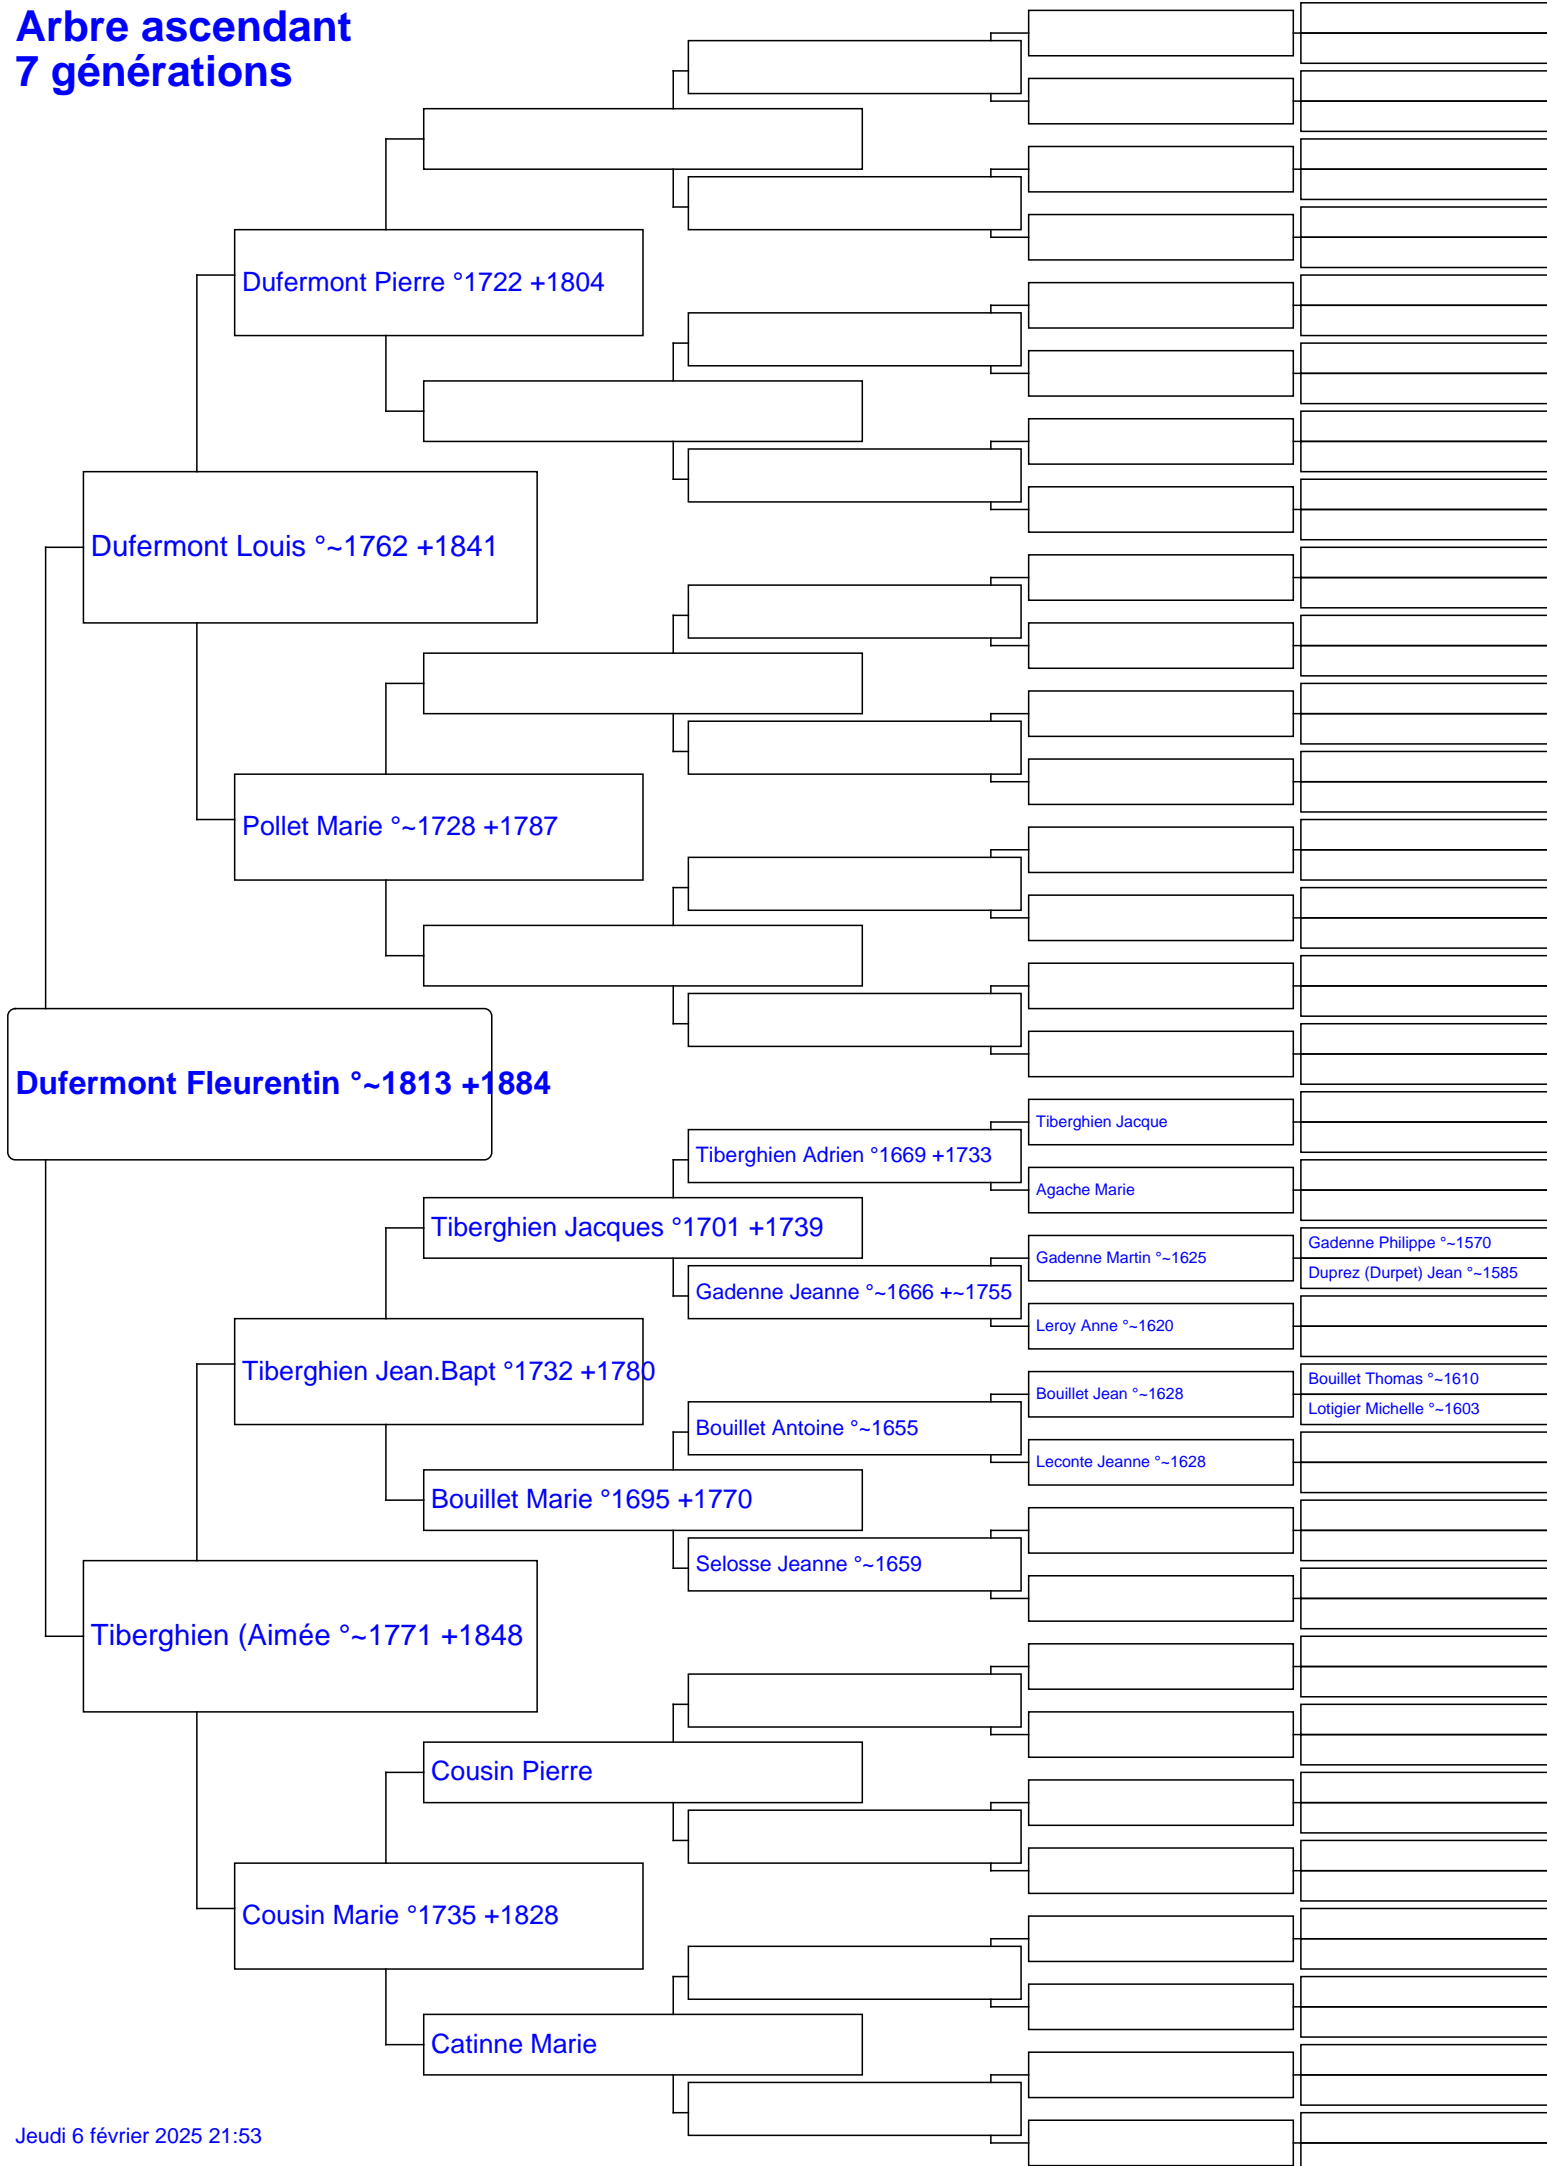 Arbre ascendant
7 générations
Dufermont Pierre °1722 +1804
Dufermont Louis °~1762 +1841
Pollet Marie °~1728 +1787
Dufermont Fleurentin °~1813 +1884
Tiberghien Jacque
Tiberghien Adrien °1669 +1733
Agache Marie
Tiberghien Jacques °1701 +1739
Gadenne Philippe °~1570
Gadenne Martin °~1625
Duprez (Durpet) Jean °~1585
Gadenne Jeanne °~1666 +~1755
Leroy Anne °~1620
Tiberghien Jean.Bapt °1732 +1780
Bouillet Thomas °~1610
Bouillet Jean °~1628
Lotigier Michelle °~1603
Bouillet Antoine °~1655
Leconte Jeanne °~1628
Bouillet Marie °1695 +1770
Selosse Jeanne °~1659
Tiberghien (Aimée °~1771 +1848
Cousin Pierre
Cousin Marie °1735 +1828
Catinne Marie
Jeudi 6 février 2025 21:53